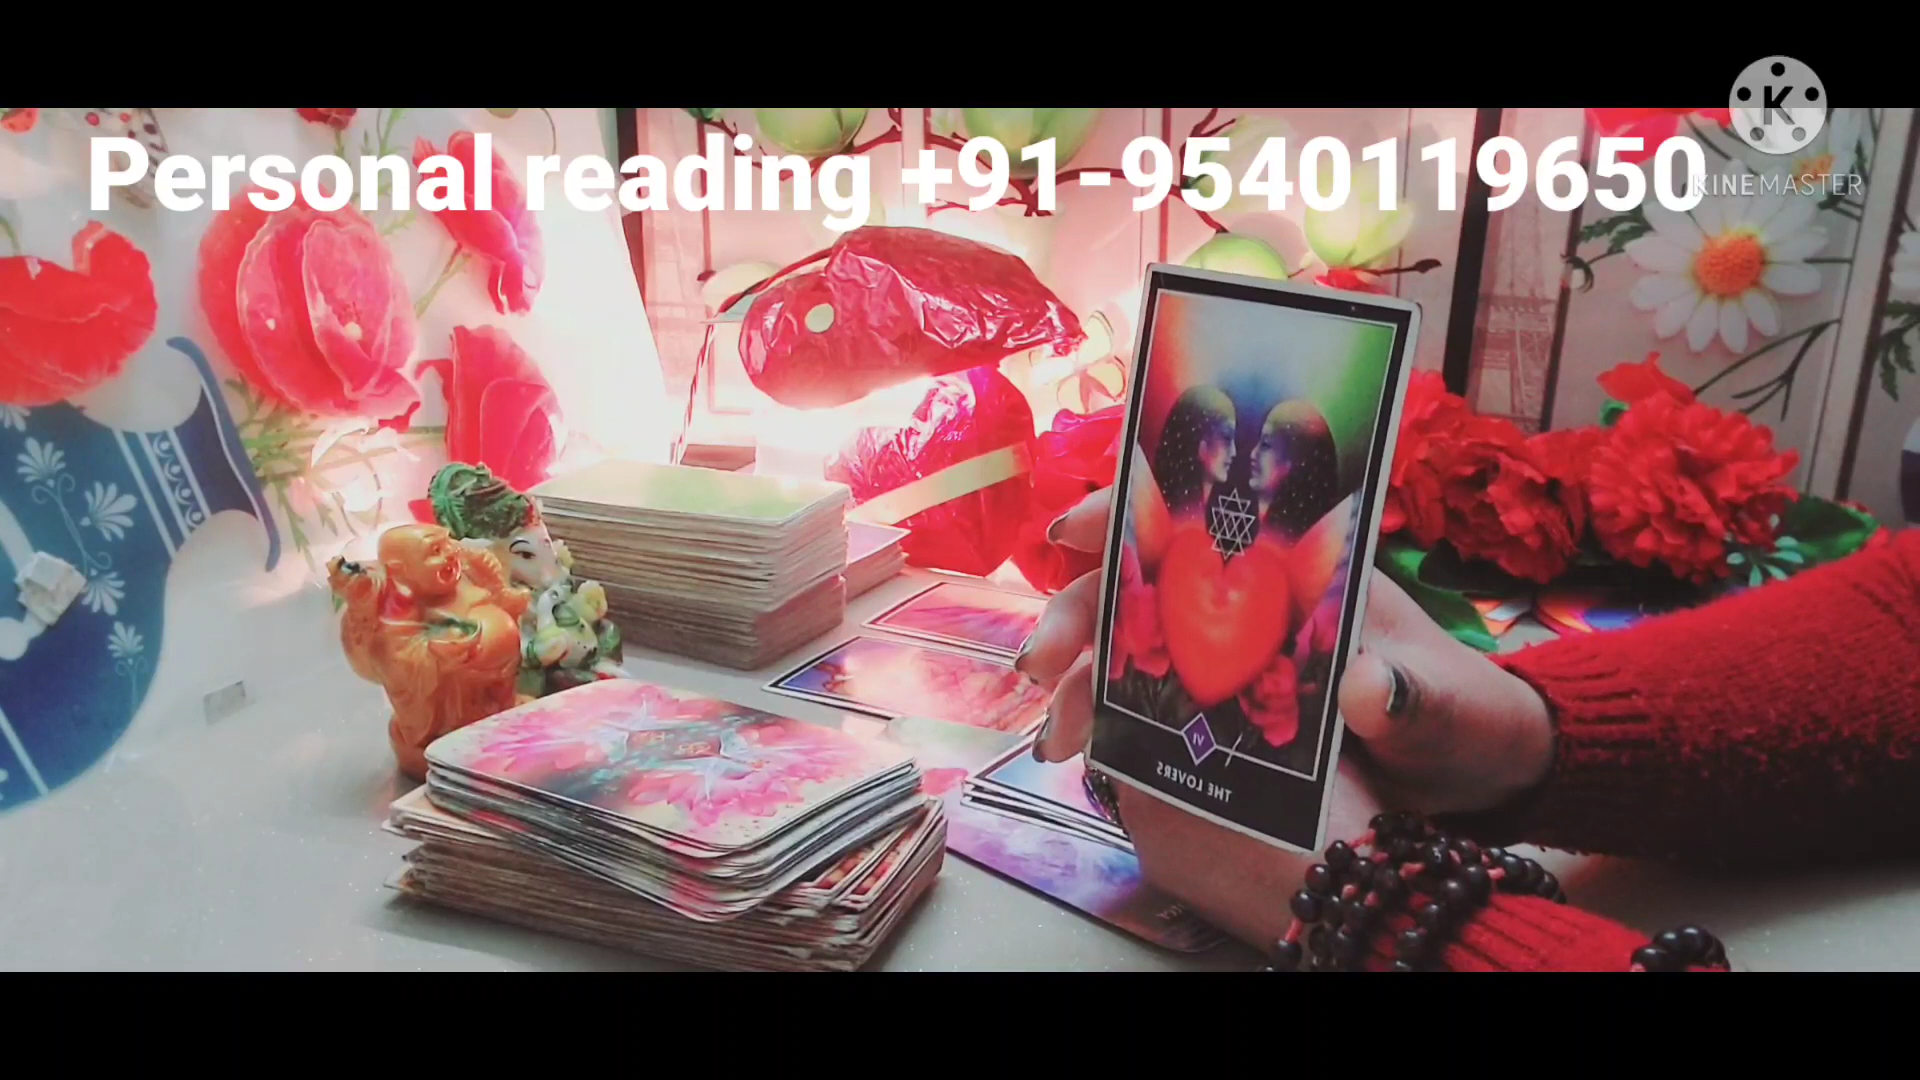 Personal reading +91-9540119650
K
KINEMASTER
VI
THE LOVERS